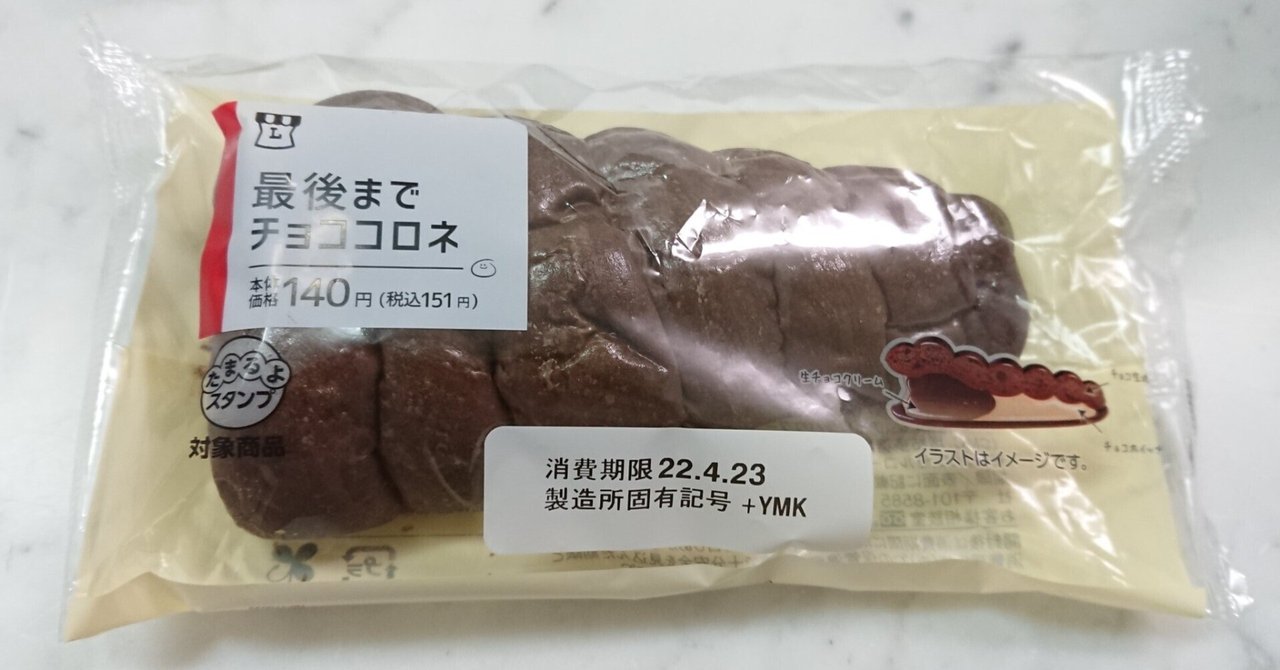 L
最後まで
チョココロネ
本体
価格140円(税込151円)
たまるよ
スタンプ
対象商品
生チョコクリーム
イラストはイメージです。
消費期限22.4.23
製造所固有記号 +YMK